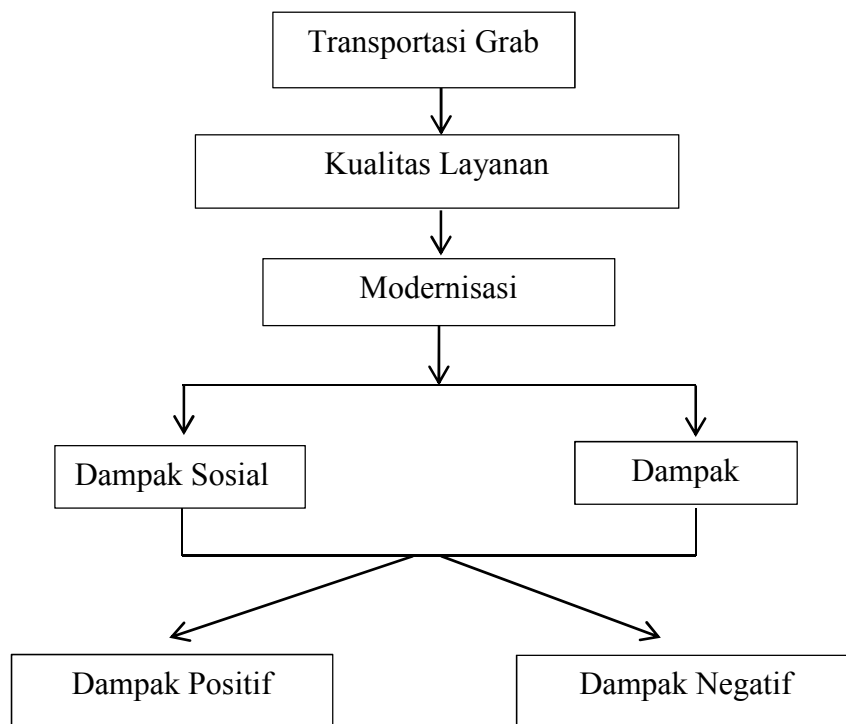 Transportasi Grab
Kualitas Layanan
Modernisasi
Dampak Sosial
Dampak
Dampak Positif
Dampak Negatif